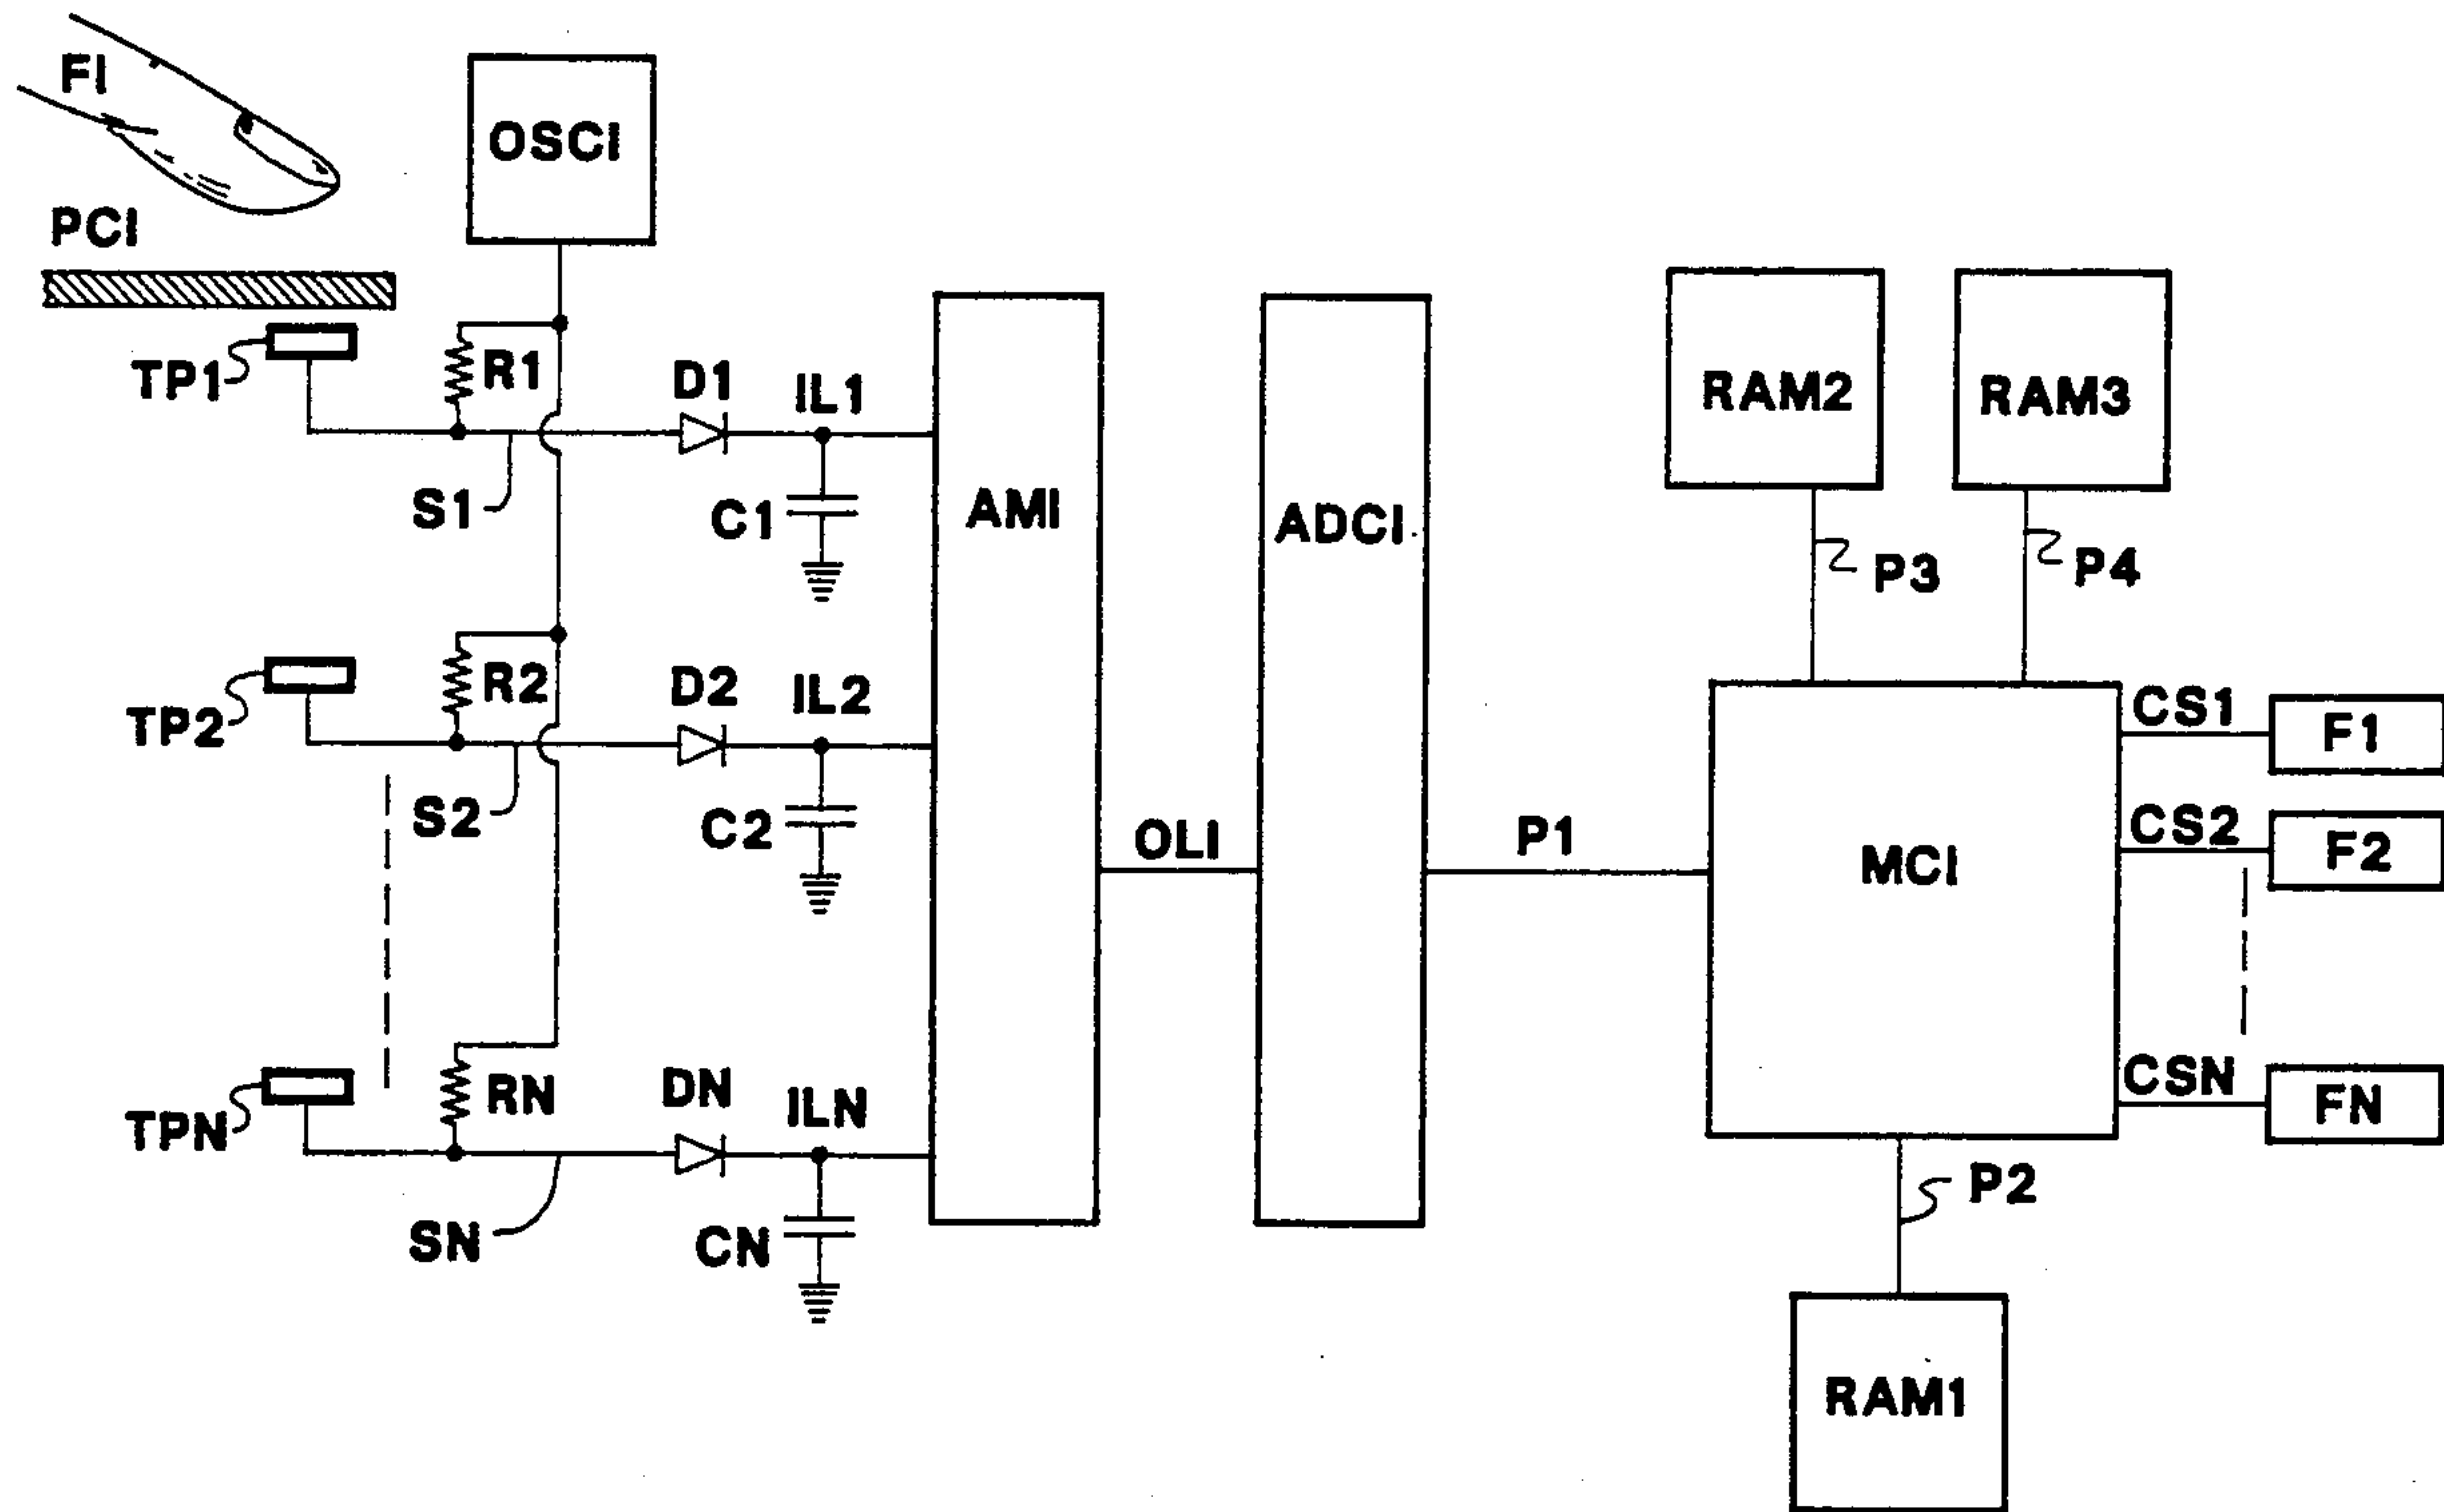 FI
OSCI
PCI
TP1
R1
D1
IL1
S1
C1
AMI
ADCI
RAM2
RAM3
P3
P4
TP2
R2
D2
IL2
S2
C2
OLI
P1
MCI
CS1
F1
CS2
F2
TPN
RN
DN
ILN
SN
CN
CSN
FN
P2
RAM1